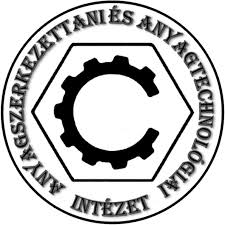 ANYAGSZERKEZETTANI ÉS ANYAGTECHNOLÓGIAI
INTÉZET